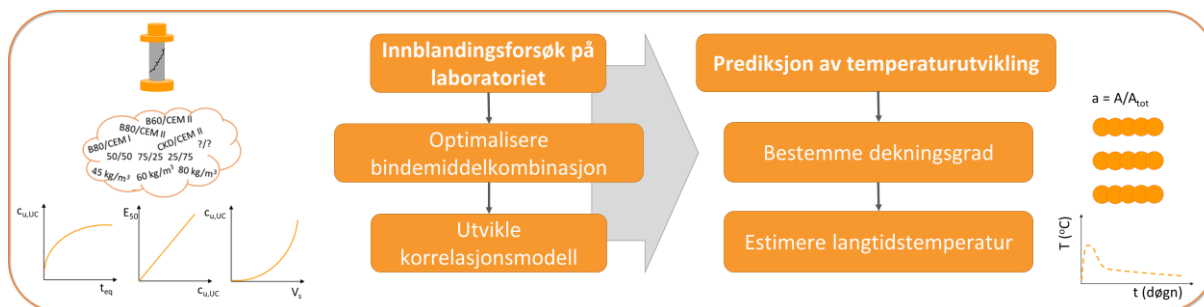 B60/CEM II
B80/CEM II
B80/CEM I
CKD/CEM II
?/?
50/50 75/25 25/75
45 kg/m³ 60 kg/m³ 80 kg/m³
c_u,UC
t_eq
E_50
c_u,UC
c_u,UC
V_s
Innblandingsforsøk på
laboratoriet
Optimalisere
bindemiddelkombinasjon
Utvikle
korrelasjonsmodell
Prediksjon av temperaturutvikling
Bestemme dekningsgrad
Estimere langtidstemperatur
a = A/A_tot
T (°C)
t (døgn)